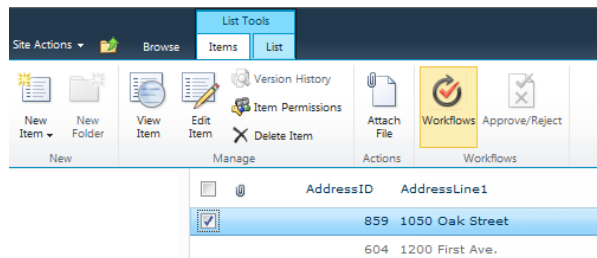 List Tools
Site Actions Browse Items List
Version History
Item Permissions
Delete Item
New Item
New Folder
View Item
Edit Item
Attach File
Workflows
Approve/Reject
New
Manage
Actions
Workflows
AddressID AddressLine1
859 1050 Oak Street
604 1200 First Ave.